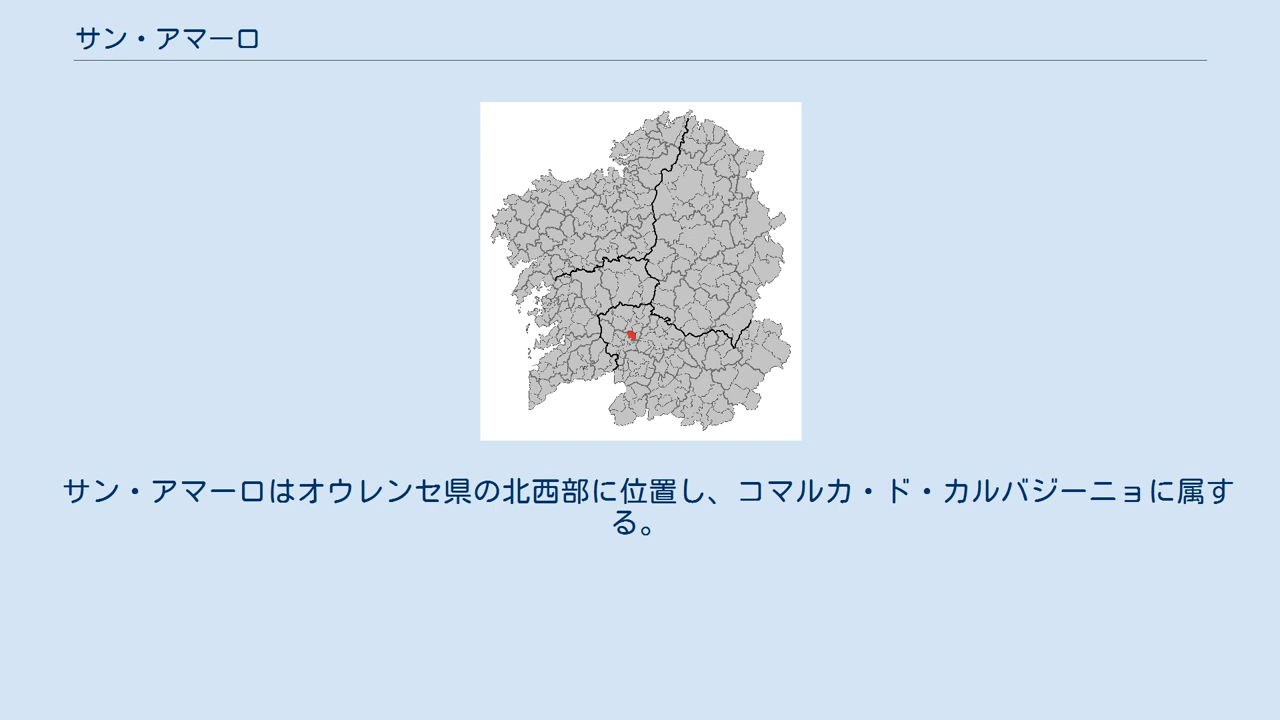 サン・アマーロ
サン・アマーロはオウレンセ県の北西部に位置し、コマルカ・ド・カルバジーニョに属す
る。